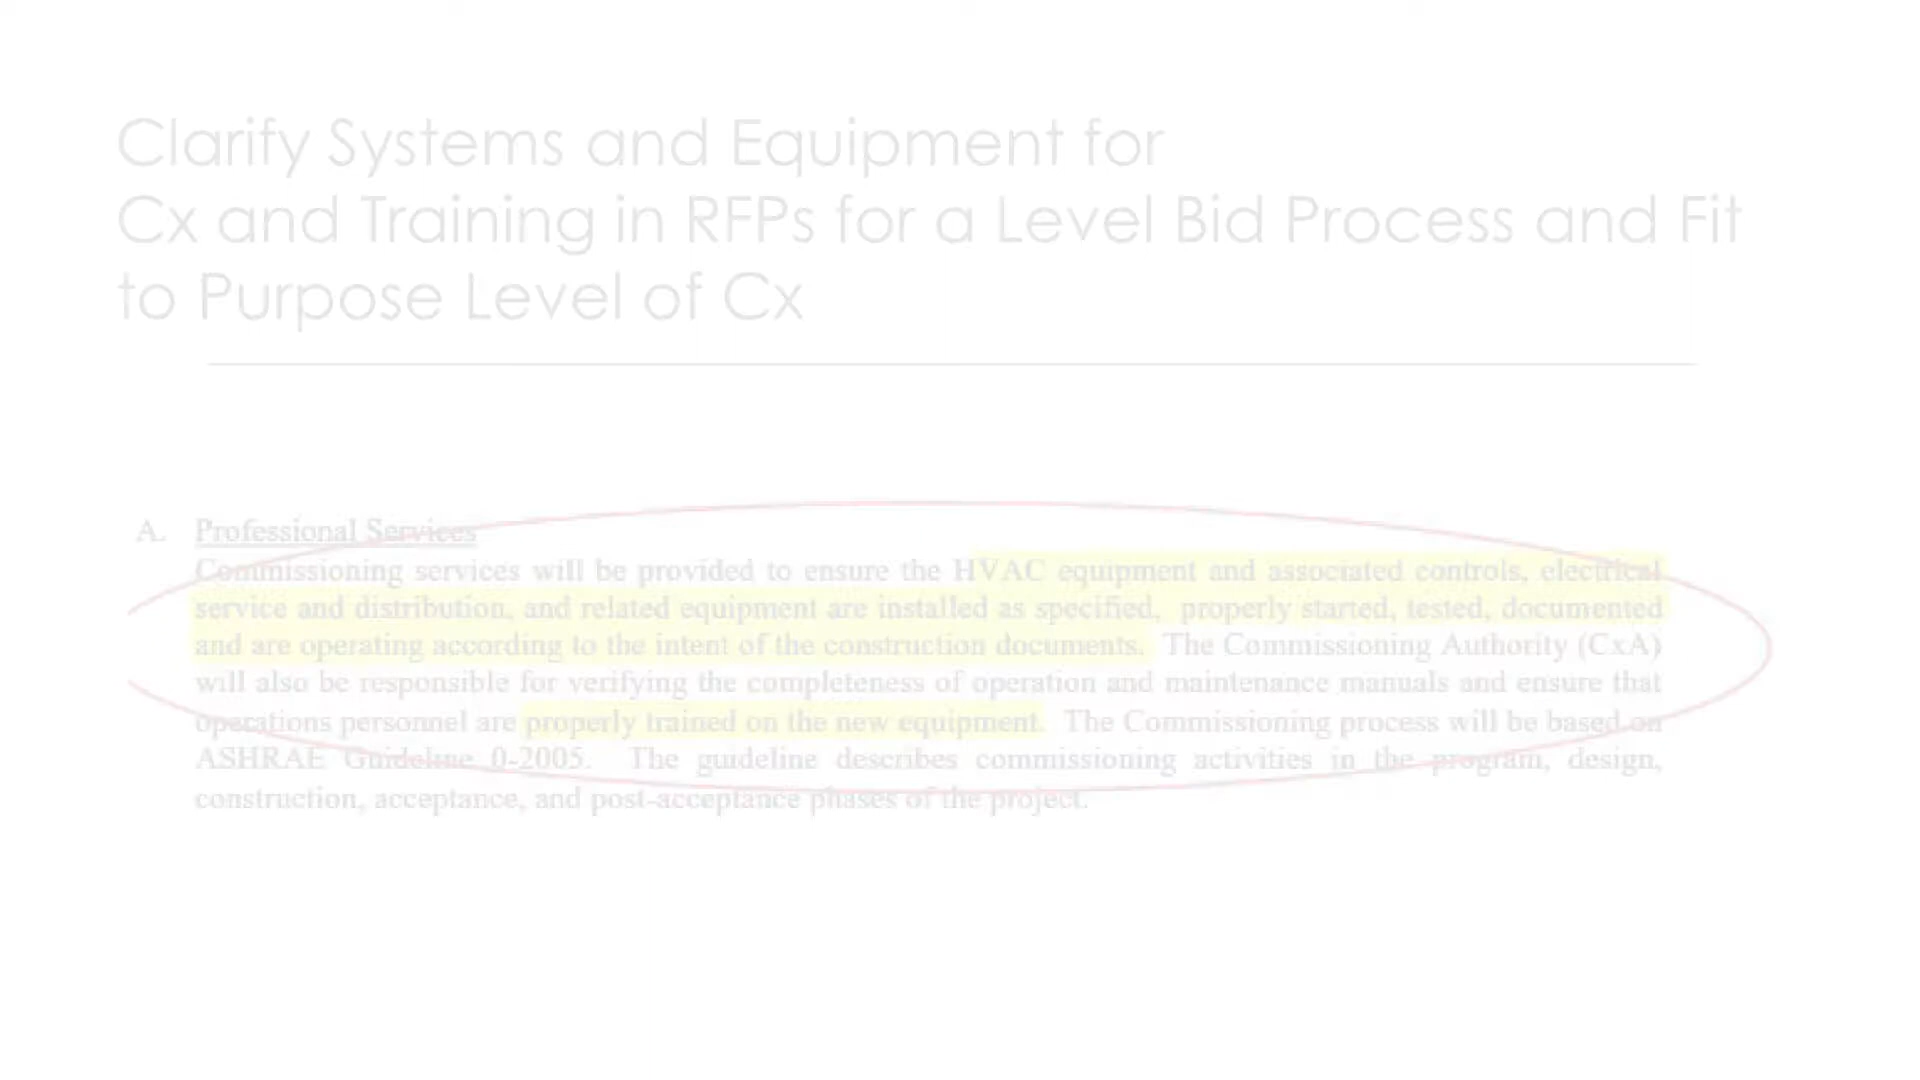 Clarify Systems and Equipment for
Cx and Training in RFPs for a Level Bid Process and Fit
to Purpose Level of Cx
A. Professional Services
Commissioning services will be provided to ensure the HVAC equipment and associated controls, electrical
service and distribution, and related equipment are installed as specified, properly started, tested, documented
and are operating according to the intent of the construction documents. The Commissioning Authority (CxA)
will also be responsible for verifying the completeness of operation and maintenance manuals and ensure that
operations personnel are properly trained on the new equipment. The Commissioning process will be based on
ASHRAE Guideline 0-2005. The guideline describes commissioning activities in the program, design,
construction, acceptance, and post-acceptance phases of the project.